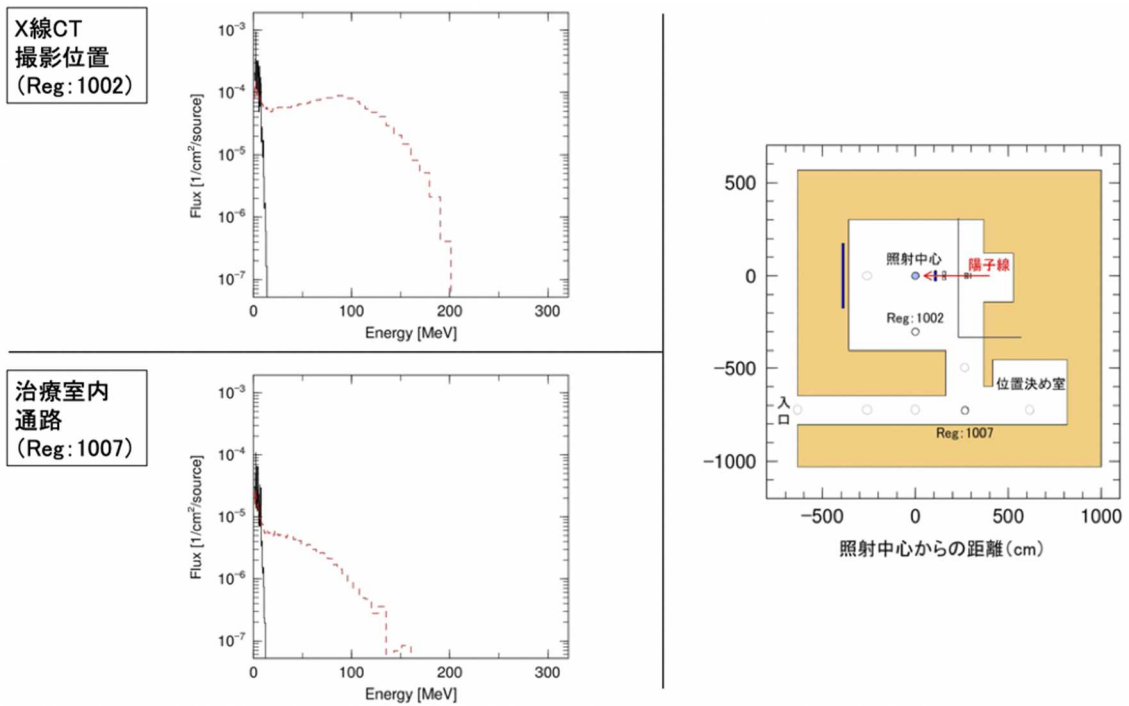 X線CT
撮影位置
(Reg:1002)
10⁻³
10⁻⁴
10⁻⁵
10⁻⁶
10⁻⁷
Flux [1/cm²/source]
0 100 200 300
Energy [MeV]
治療室内
通路
(Reg:1007)
10⁻³
10⁻⁴
10⁻⁵
10⁻⁶
10⁻⁷
Flux [1/cm²/source]
0 100 200 300
Energy [MeV]
500
0
−500
−1000
照射中心
陽子線
Reg:1002
位置決め室
入口
Reg:1007
−500 0 500 1000
照射中心からの距離(cm)